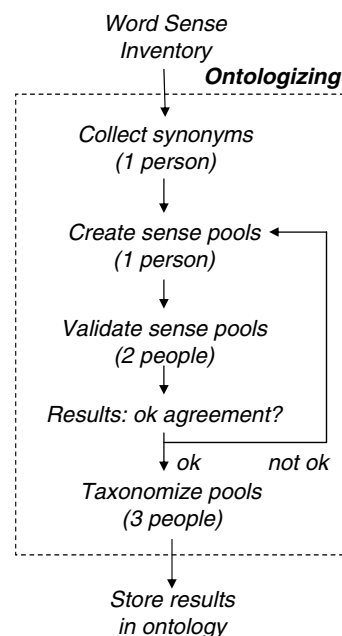 Word Sense
Inventory
Ontologizing
Collect synonyms
(1 person)
Create sense pools
(1 person)
Validate sense pools
(2 people)
Results: ok agreement?
ok not ok
Taxonomize pools
(3 people)
Store results
in ontology